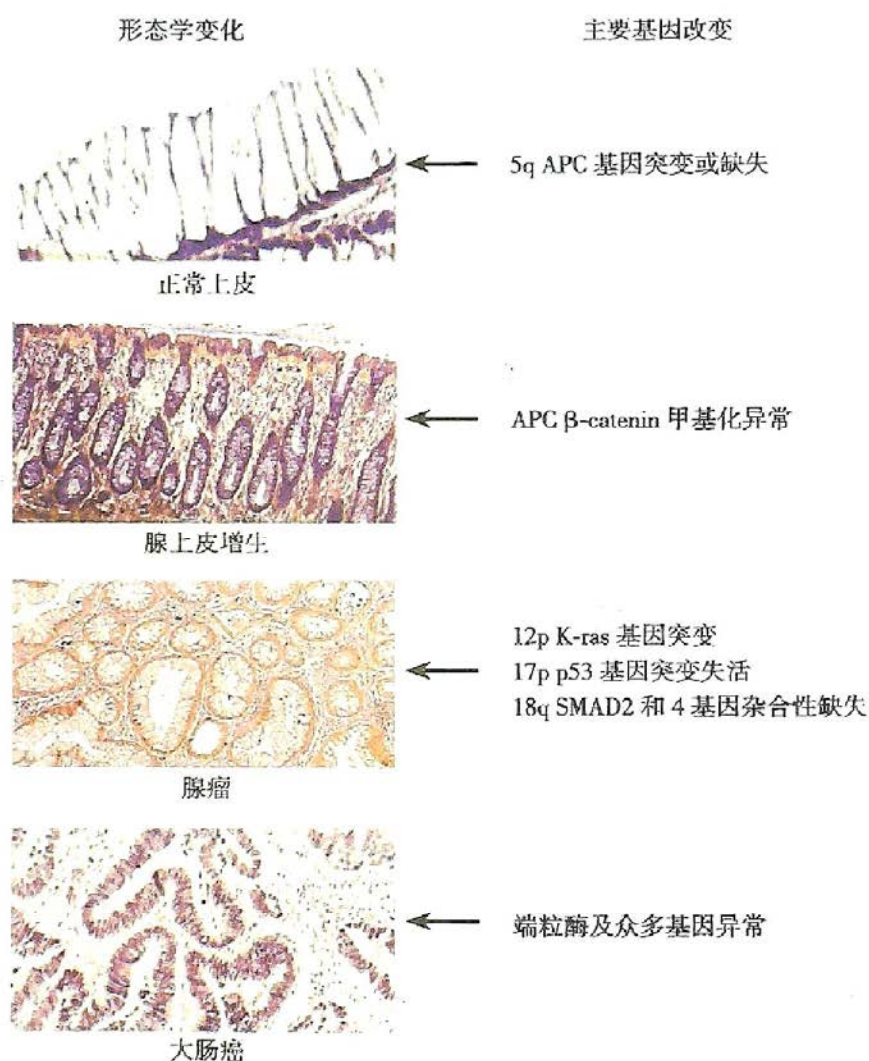 形态学变化
主要基因改变
5q APC 基因突变或缺失
正常上皮
APC β-catenin 甲基化异常
腺上皮增生
12p K-ras 基因突变
17p p53 基因突变失活
18q SMAD2 和 4 基因杂合性缺失
腺瘤
端粒酶及众多基因异常
大肠癌